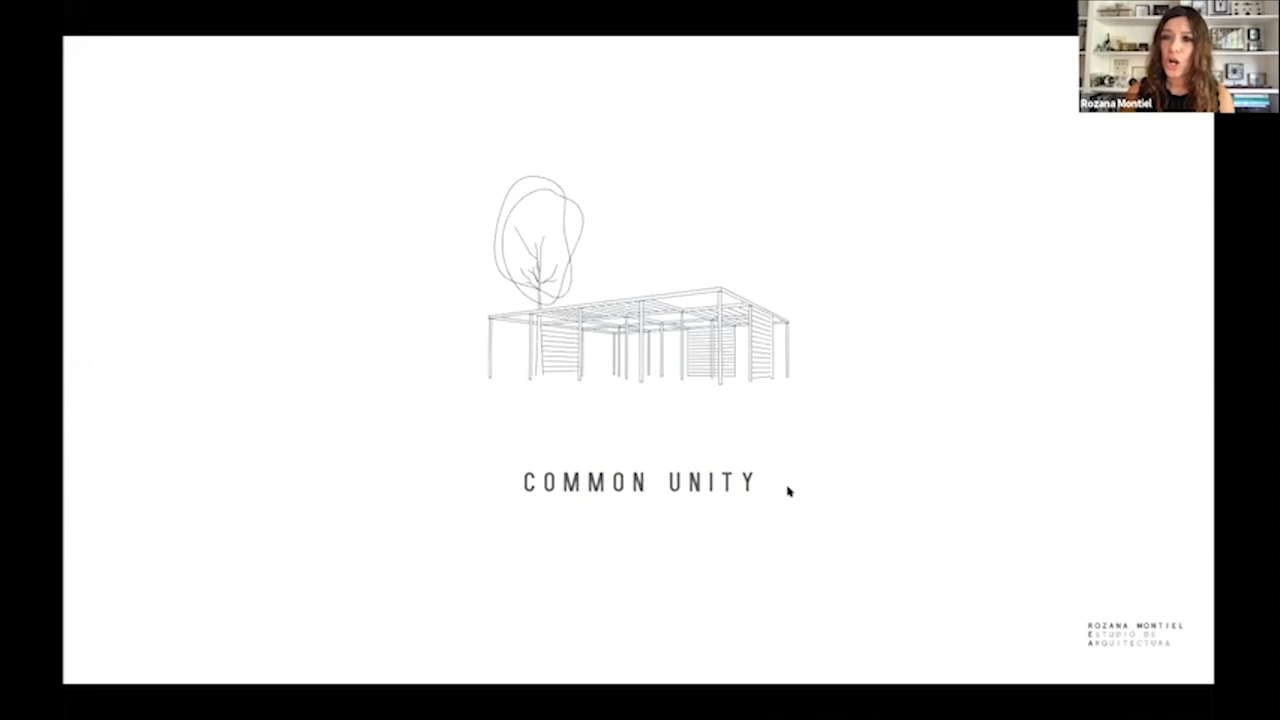 Rozana Montiel
COMMON UNITY
ROZANA MONTIEL
ESTUDIO DE
ARQUITECTURA